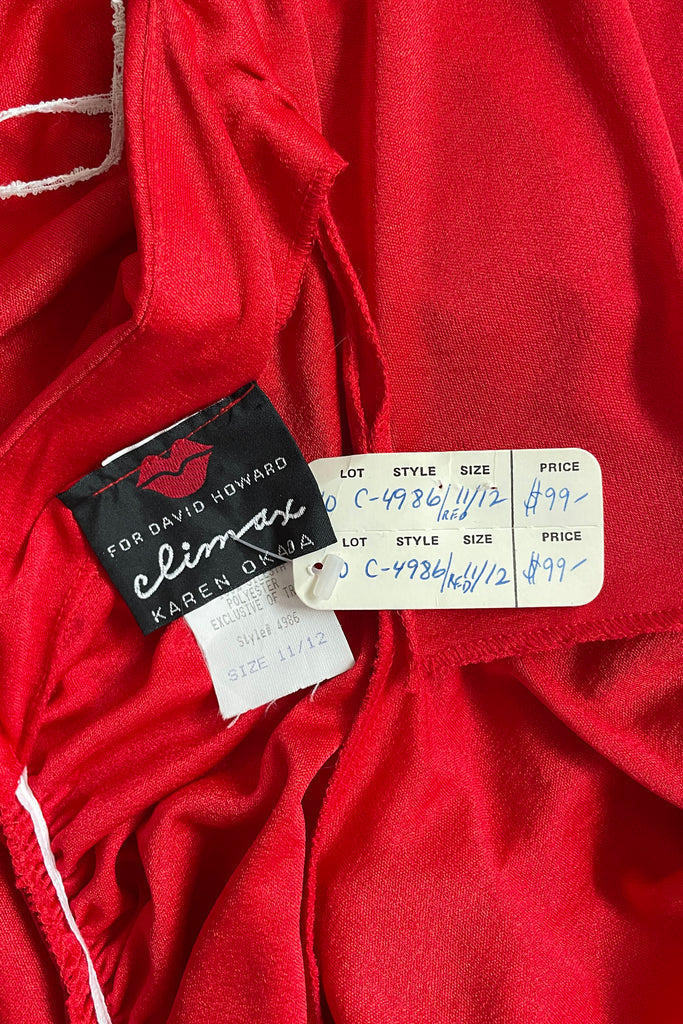 FOR DAVID HOWARD
climax
KAREN OKADA
POLYESTER
EXCLUSIVE OF TR
Style# 4986
SIZE 11/12
LOT STYLE SIZE PRICE
C-4986/RED 11/12 $99-
LOT STYLE SIZE PRICE
C-4986/RED 11/12 $99-